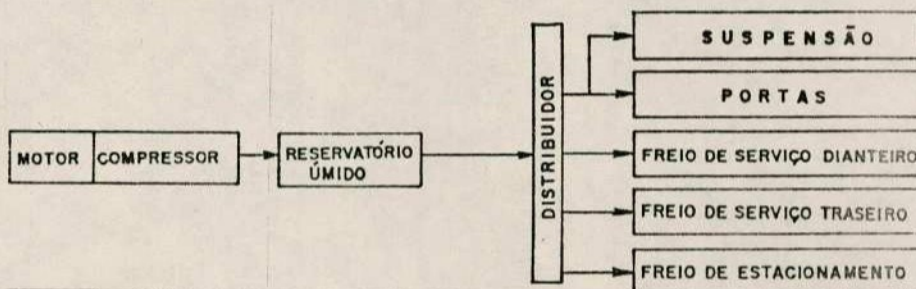 SUSPENSÃO
PORTAS
MOTOR COMPRESSOR
RESERVATÓRIO
ÚMIDO
DISTRIBUIDOR
FREIO DE SERVIÇO DIANTEIRO
FREIO DE SERVIÇO TRASEIRO
FREIO DE ESTACIONAMENTO